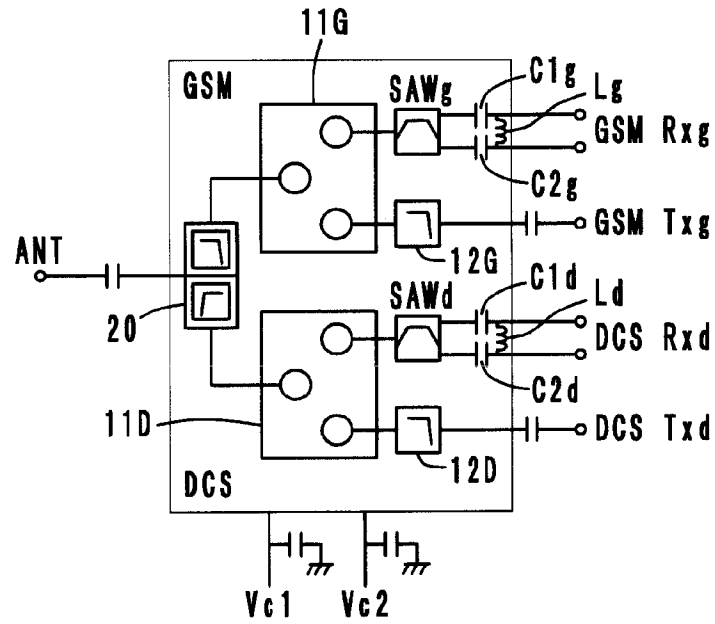 11G
GSM
SAWg
C1g
Lg
GSM Rxg
C2g
GSM Txg
12G
ANT
20
SAWd
C1d
Ld
DCS Rxd
C2d
11D
DCS Txd
12D
DCS
Vc1
Vc2